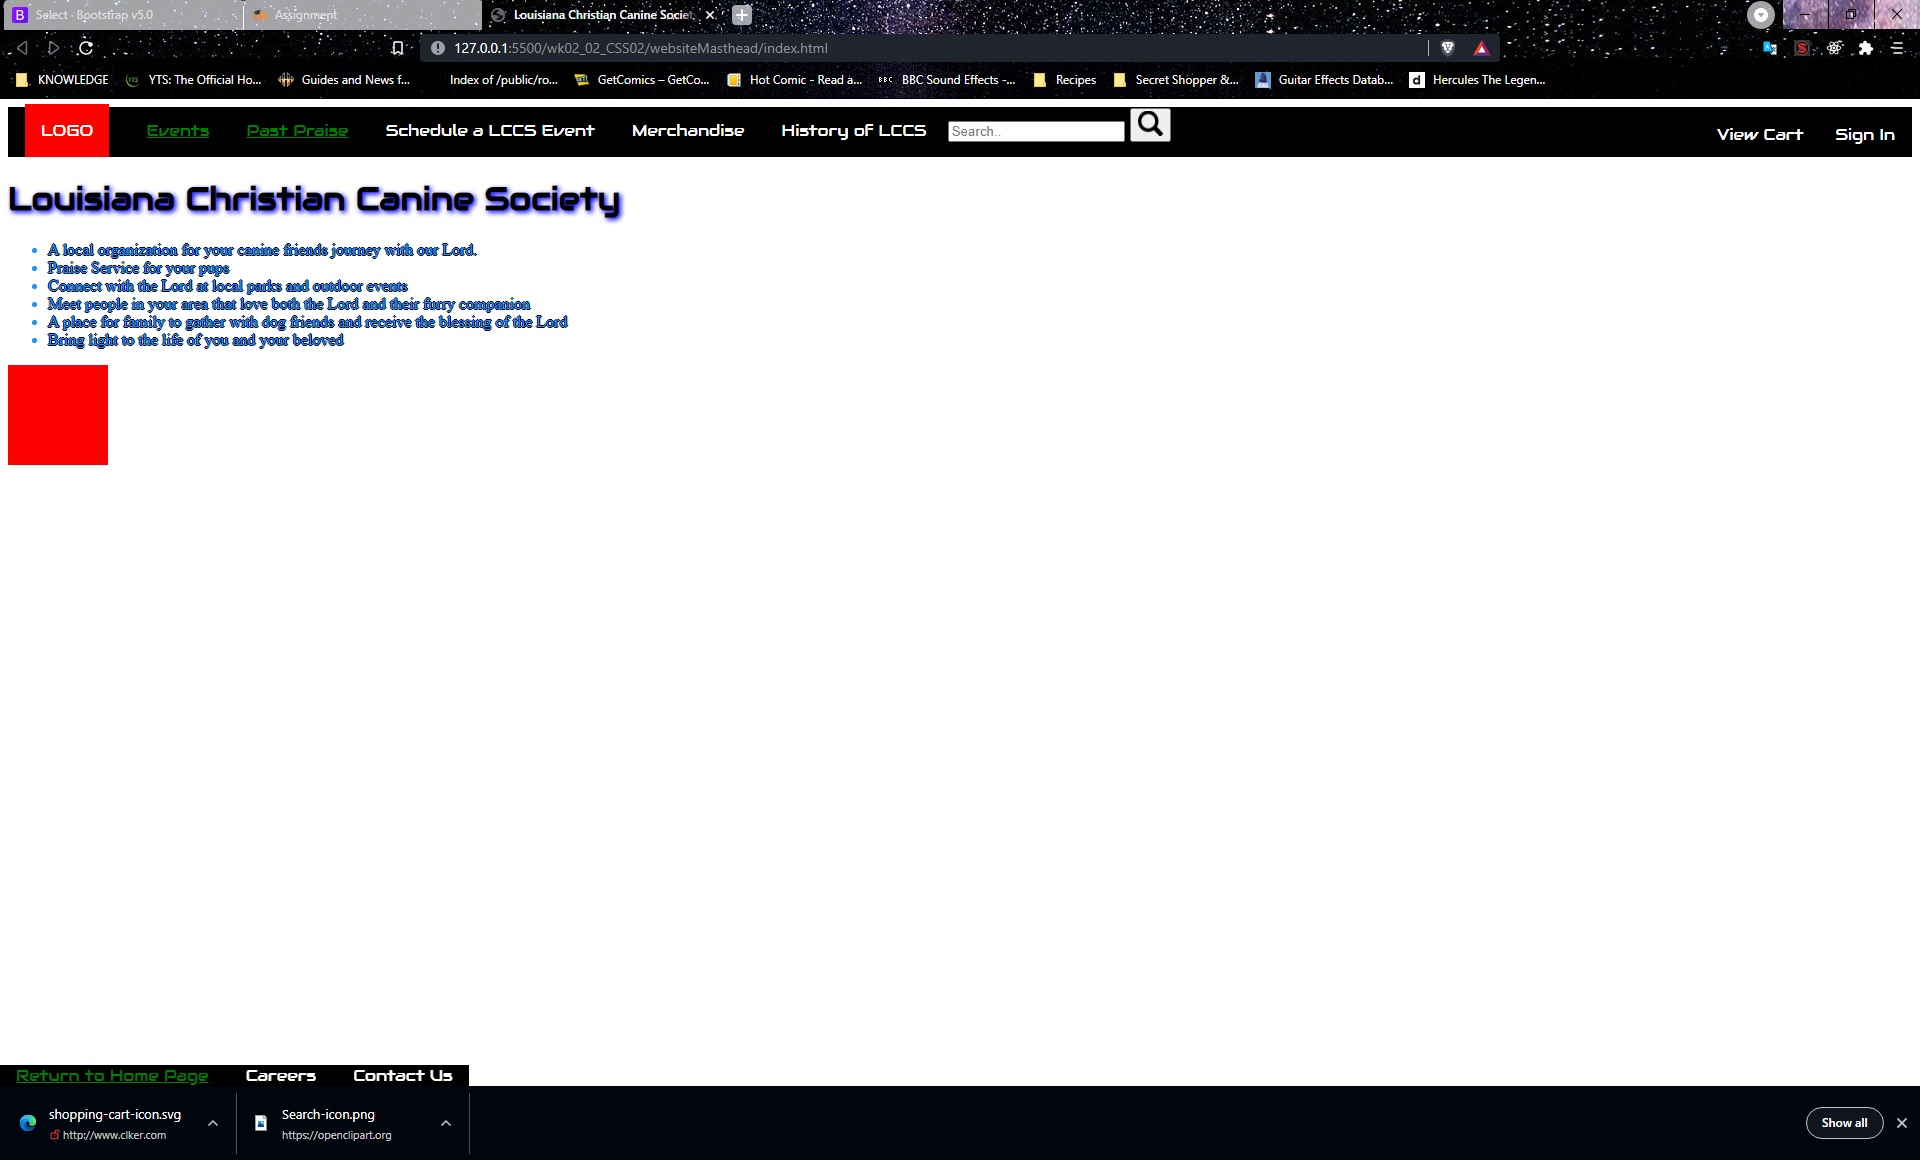 B Select · Bootstrap v5.0 Assignment Louisiana Christian Canine Societ
127.0.0.1:5500/wk02_02_CSS02/websiteMasthead/index.html
KNOWLEDGE YTS: The Official Ho... Guides and News f... Index of /public/ro... GetComics – GetCo... Hot Comic - Read a... BBC BBC Sound Effects -... Recipes Secret Shopper &... Guitar Effects Datab... d Hercules The Legen...
LOGO Events Past Praise Schedule a LCCS Event Merchandise History of LCCS Search.. View Cart Sign In
Louisiana Christian Canine Society
• A local organization for your canine friends journey with our Lord.
• Praise Service for your pups
• Connect with the Lord at local parks and outdoor events
• Meet people in your area that love both the Lord and their furry companion
• A place for family to gather with dog friends and receive the blessing of the Lord
• Bring light to the life of you and your beloved
Return to Home Page Careers Contact Us
shopping-cart-icon.svg Search-icon.png
http://www.clker.com https://openclipart.org
Show all